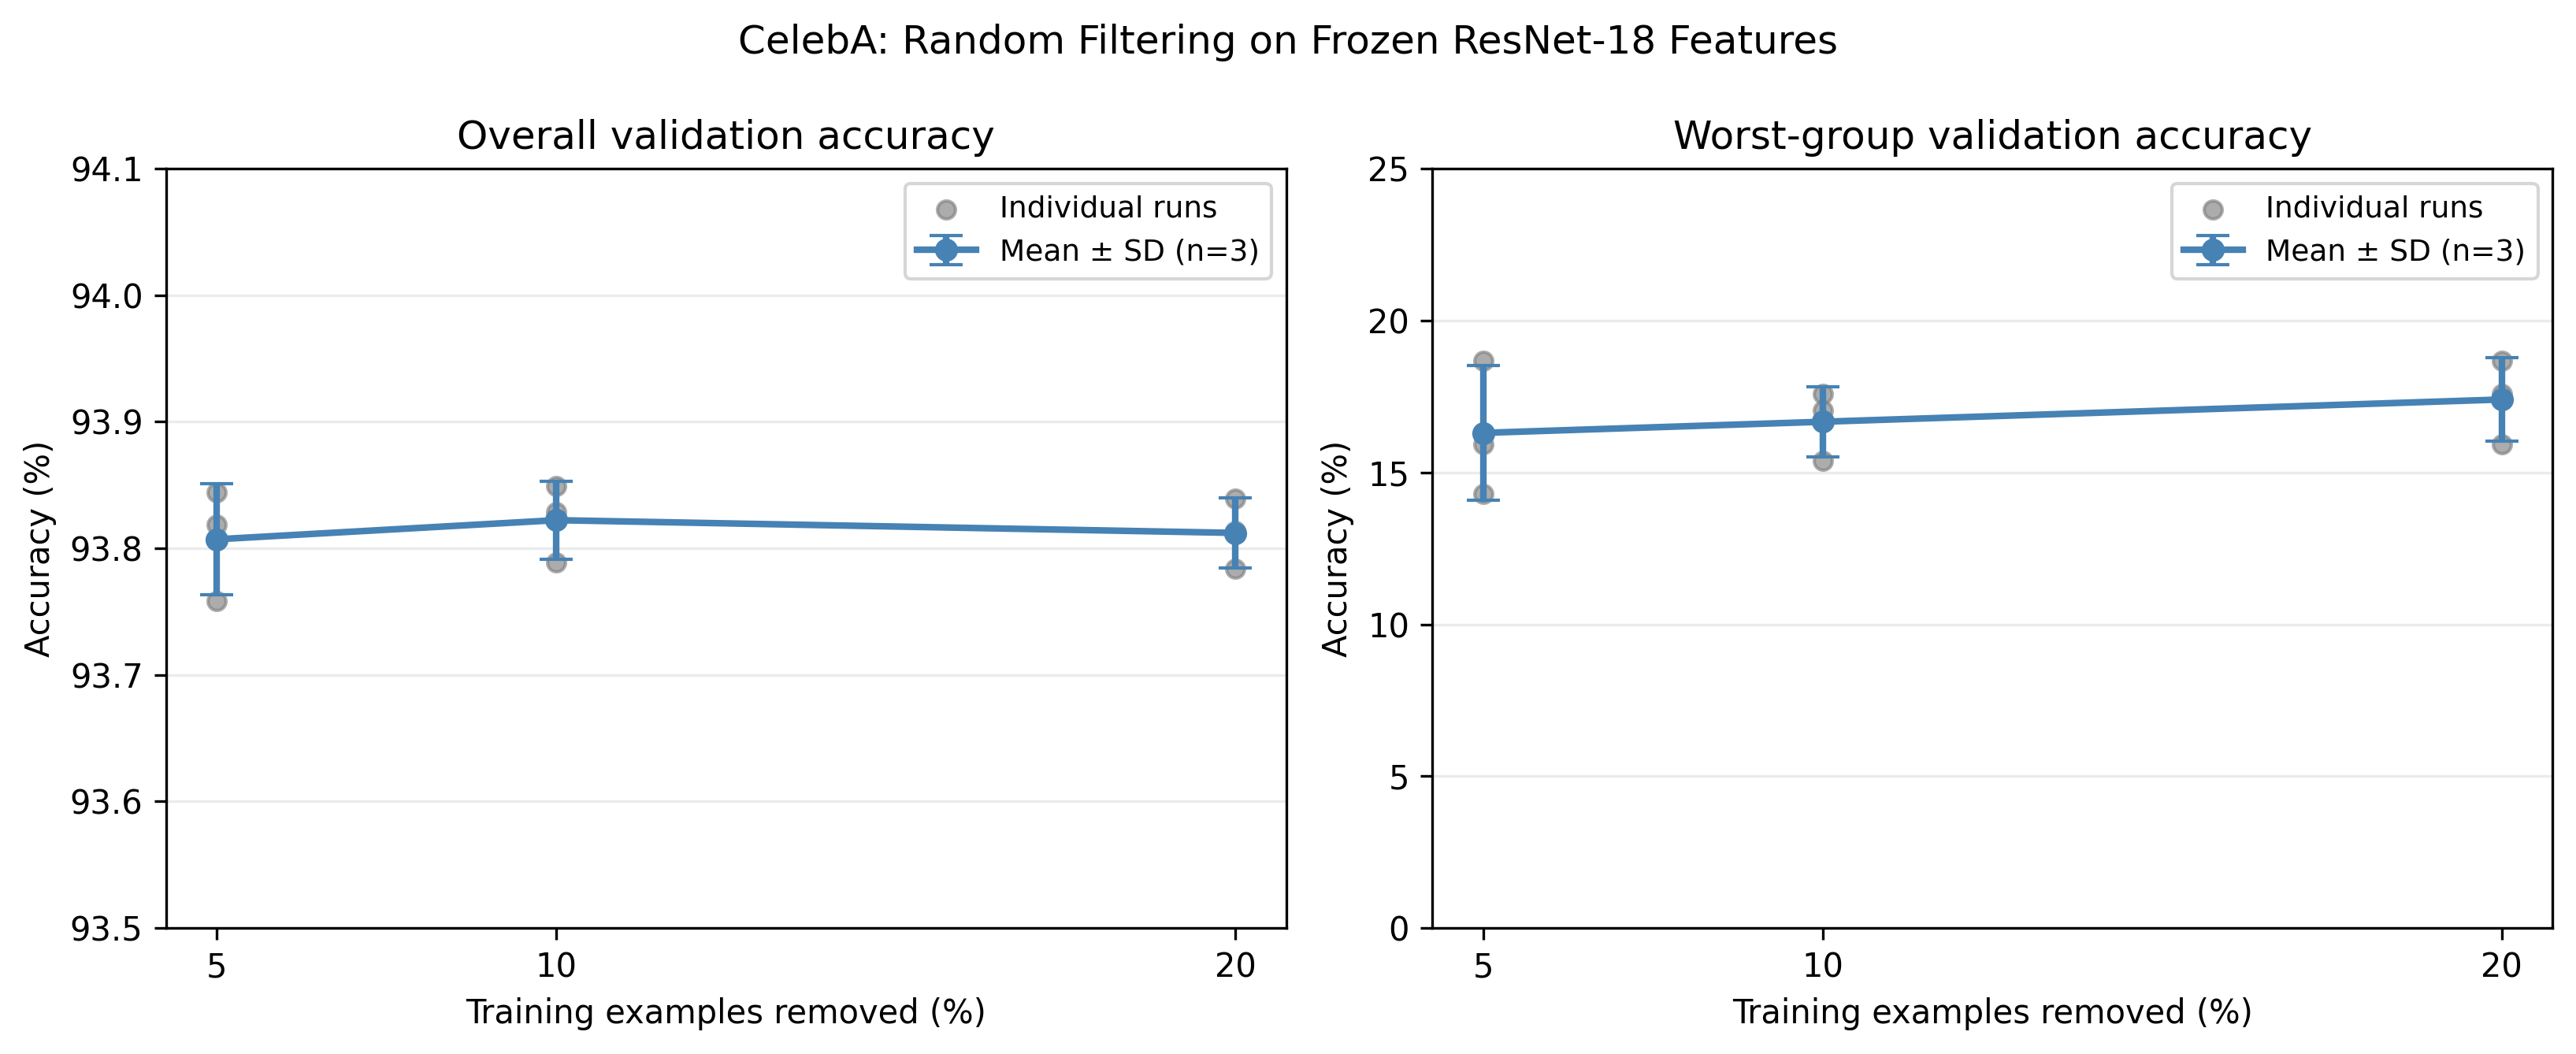 CelebA: Random Filtering on Frozen ResNet-18 Features
Overall validation accuracy
94.1
94.0
93.9
93.8
93.7
93.6
93.5
Accuracy (%)
Individual runs
Mean ± SD (n=3)
5
10
20
Training examples removed (%)
Worst-group validation accuracy
25
20
15
10
5
0
Accuracy (%)
Individual runs
Mean ± SD (n=3)
5
10
20
Training examples removed (%)